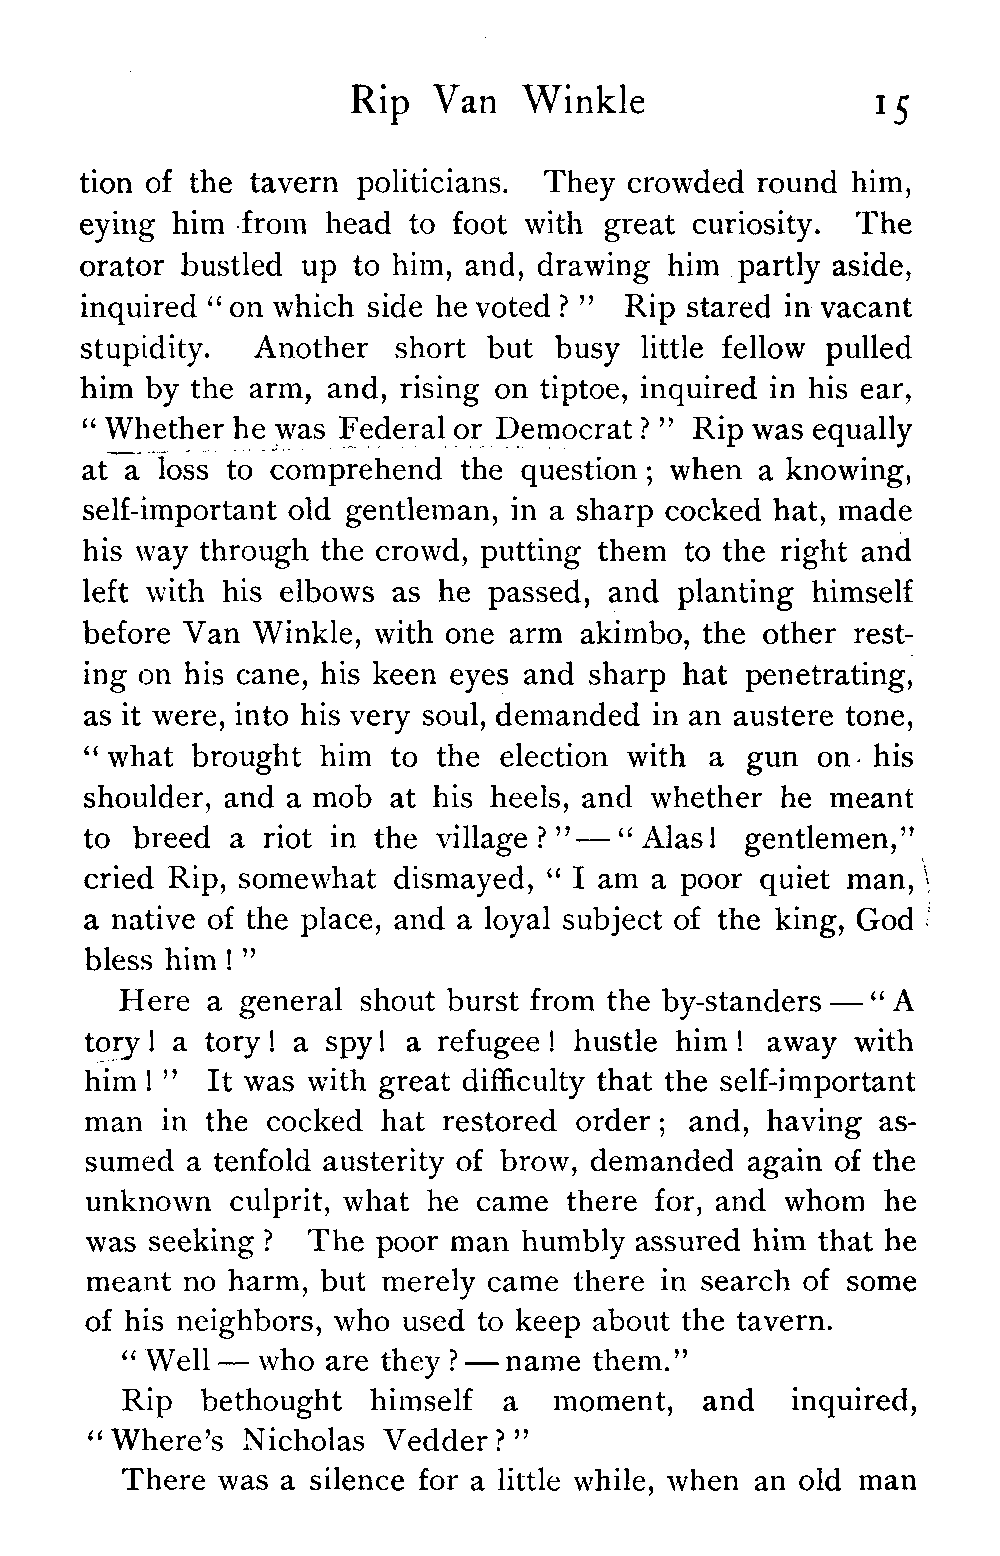 Rip Van Winkle 15
tion of the tavern politicians. They crowded round him,
eying him from head to foot with great curiosity. The
orator bustled up to him, and, drawing him partly aside,
inquired “on which side he voted?” Rip stared in vacant
stupidity. Another short but busy little fellow pulled
him by the arm, and, rising on tiptoe, inquired in his ear,
“Whether he was Federal or Democrat?” Rip was equally
at a loss to comprehend the question; when a knowing,
self-important old gentleman, in a sharp cocked hat, made
his way through the crowd, putting them to the right and
left with his elbows as he passed, and planting himself
before Van Winkle, with one arm akimbo, the other rest-
ing on his cane, his keen eyes and sharp hat penetrating,
as it were, into his very soul, demanded in an austere tone,
“what brought him to the election with a gun on his
shoulder, and a mob at his heels, and whether he meant
to breed a riot in the village?”—“Alas! gentlemen,”
cried Rip, somewhat dismayed, “I am a poor quiet man,
a native of the place, and a loyal subject of the king, God
bless him!”
Here a general shout burst from the by-standers—“A
tory! a tory! a spy! a refugee! hustle him! away with
him!” It was with great difficulty that the self-important
man in the cocked hat restored order; and, having as-
sumed a tenfold austerity of brow, demanded again of the
unknown culprit, what he came there for, and whom he
was seeking? The poor man humbly assured him that he
meant no harm, but merely came there in search of some
of his neighbors, who used to keep about the tavern.
“Well—who are they?—name them.”
Rip bethought himself a moment, and inquired,
“Where's Nicholas Vedder?”
There was a silence for a little while, when an old man